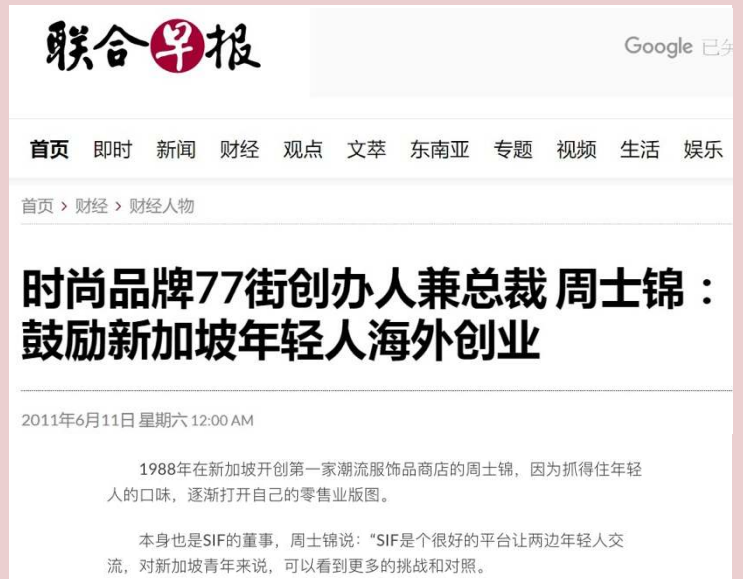 联合早报
Google 已
首页 即时 新闻 财经 观点 文萃 东南亚 专题 视频 生活 娱乐
首页 > 财经 > 财经人物
时尚品牌77街创办人兼总裁 周士锦：
鼓励新加坡年轻人海外创业
2011年6月11日 星期六 12:00 AM
1988年在新加坡开创第一家潮流服饰品商店的周士锦，因为抓得住年轻
人的口味，逐渐打开自己的零售业版图。
本身也是SIF的董事，周士锦说：“SIF是个很好的平台让两边年轻人交
流，对新加坡青年来说，可以看到更多的挑战和对照。